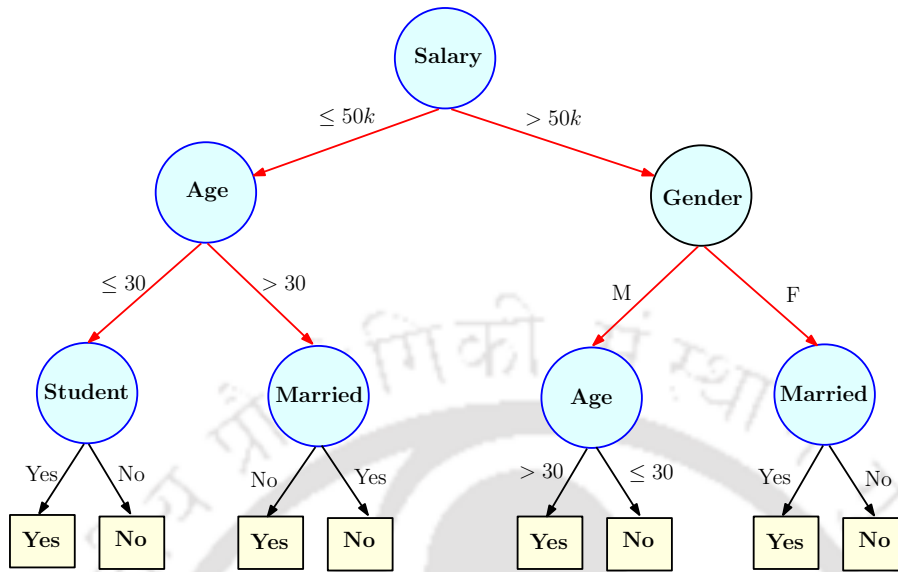 Salary
≤ 50k
> 50k
Age
Gender
≤ 30
> 30
M
F
Student
Married
Age
Married
Yes
No
No
Yes
> 30
≤ 30
Yes
No
Yes
No
Yes
No
Yes
No
Yes
No